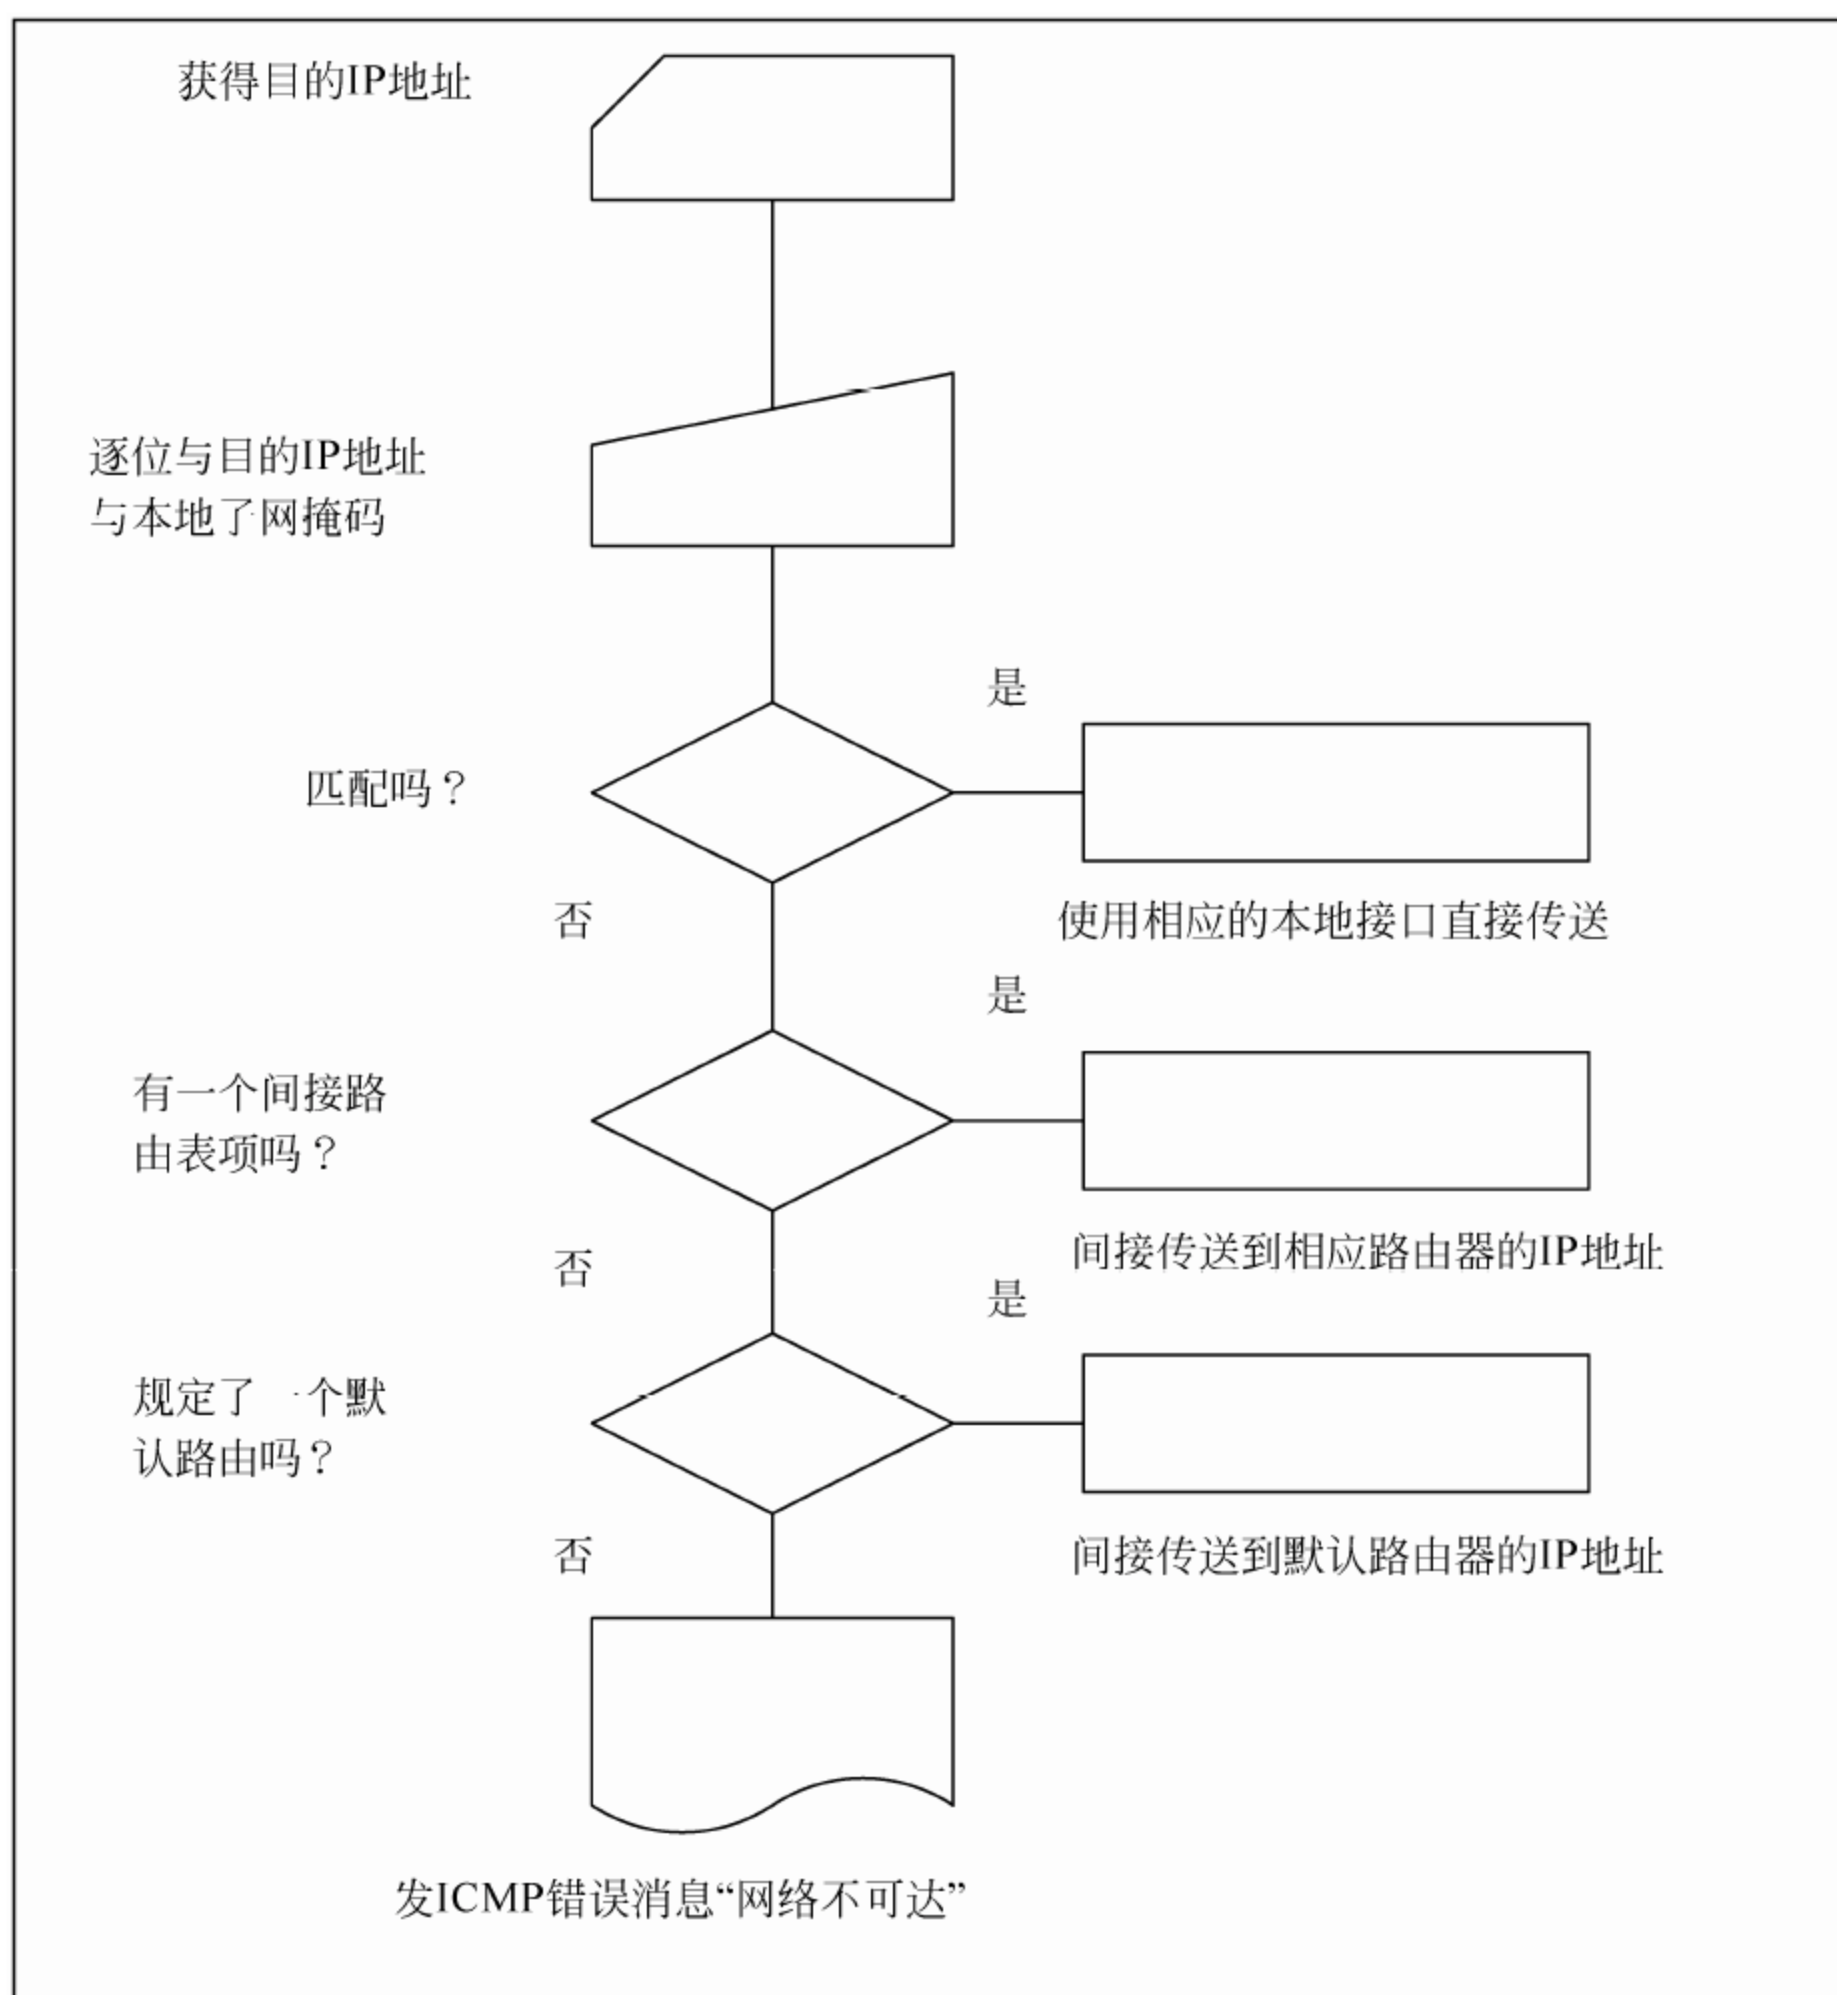 获得目的IP地址
逐位与目的IP地址
与本地了网掩码
是
匹配吗？
否
使用相应的本地接口直接传送
是
有一个间接路
由表项吗？
间接传送到相应路由器的IP地址
否
是
规定了一个默
认路由吗？
否
间接传送到默认路由器的IP地址
发ICMP错误消息“网络不可达”